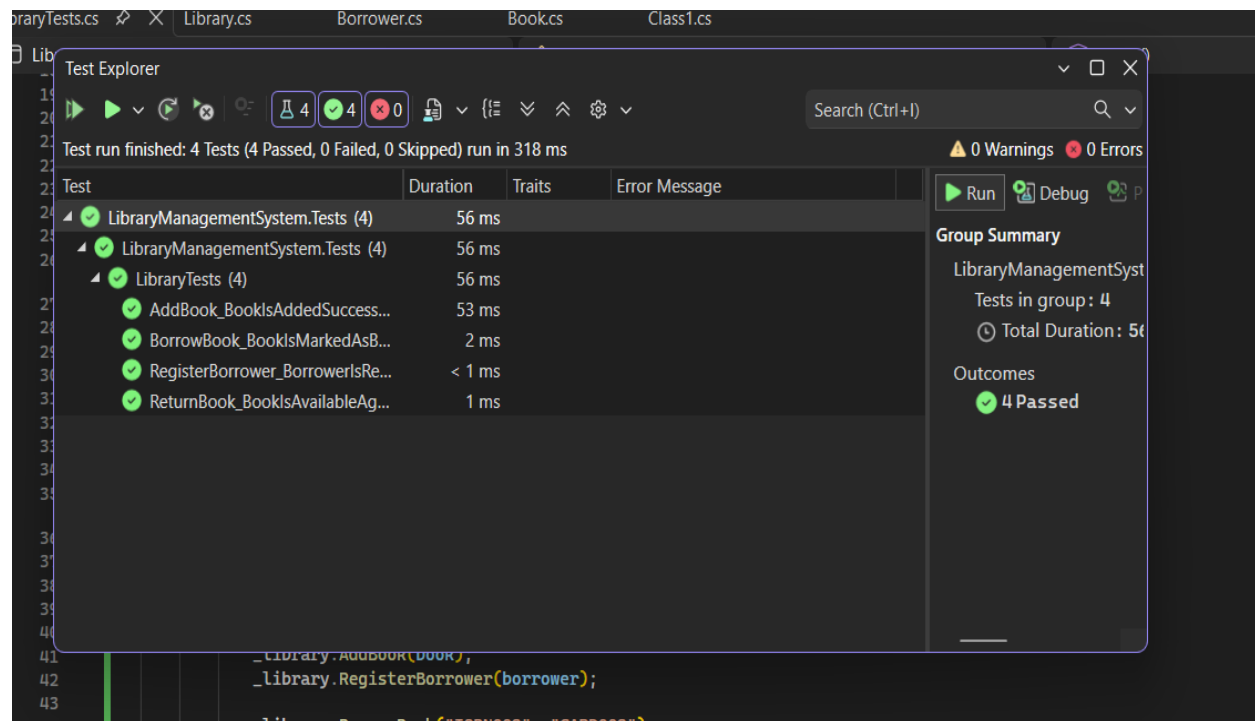 braryTests.cs Library.cs Borrower.cs Book.cs Class1.cs
Lib
Test Explorer
4 4 0 Search (Ctrl+I)
Test run finished: 4 Tests (4 Passed, 0 Failed, 0 Skipped) run in 318 ms 0 Warnings 0 Errors
Test Duration Traits Error Message Run Debug P
LibraryManagementSystem.Tests (4) 56 ms
Group Summary
LibraryManagementSystem.Tests (4) 56 ms
LibraryManagementSyst
LibraryTests (4) 56 ms
Tests in group: 4
AddBook_BookIsAddedSuccess... 53 ms
Total Duration: 56
BorrowBook_BookIsMarkedAsB... 2 ms
RegisterBorrower_BorrowerIsRe... < 1 ms
Outcomes
ReturnBook_BookIsAvailableAg... 1 ms
4 Passed
41 _library.AddBook(book);
42 _library.RegisterBorrower(borrower);
43